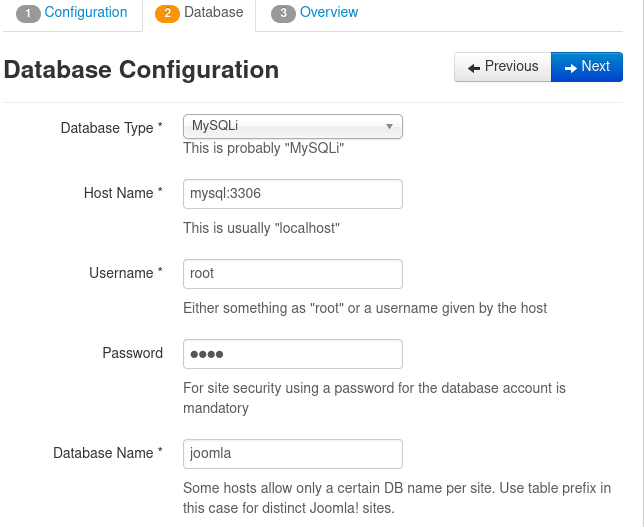 1 Configuration 2 Database 3 Overview
Database Configuration
Previous Next
Database Type * MySQLi
This is probably "MySQLi"
Host Name * mysql:3306
This is usually "localhost"
Username * root
Either something as "root" or a username given by the host
Password ●●●●
For site security using a password for the database account is
mandatory
Database Name * joomla
Some hosts allow only a certain DB name per site. Use table prefix in
this case for distinct Joomla! sites.